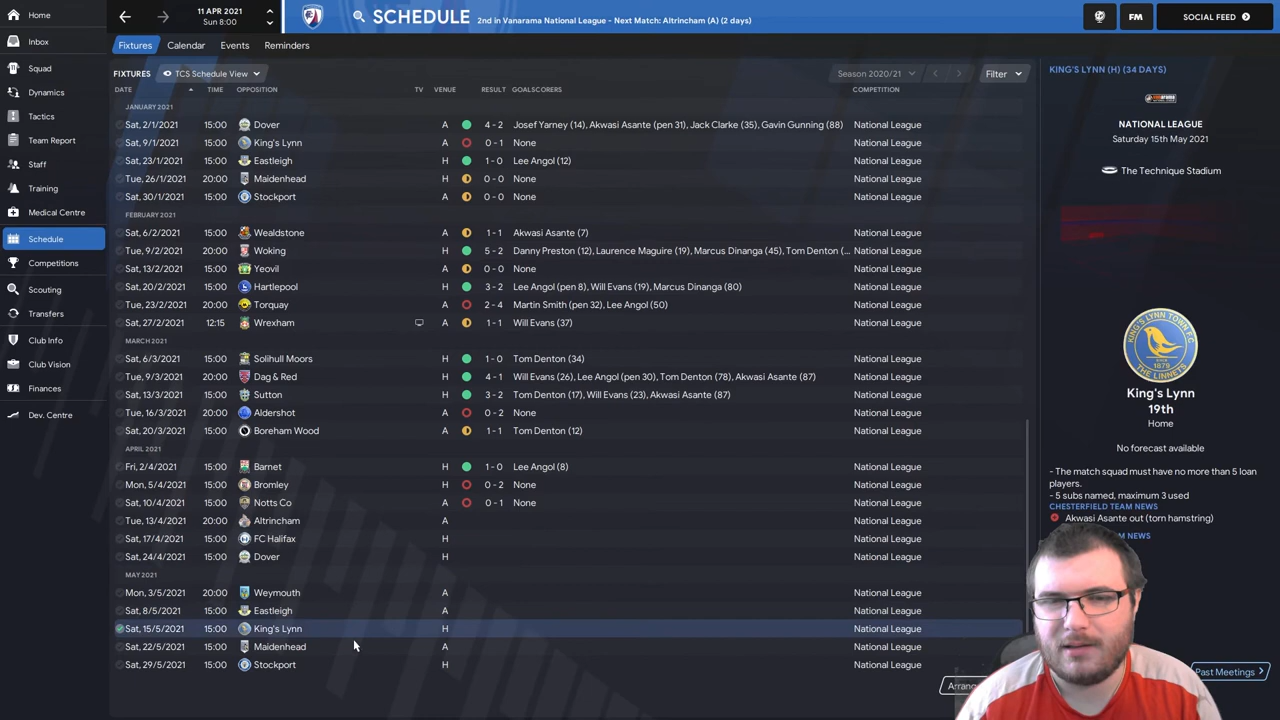 Home
11 APR 2021
Sun 8:00
SCHEDULE
2nd in Vanarama National League - Next Match: Altrincham (A) (2 days)
FM
SOCIAL FEED
Inbox
Squad
Dynamics
Tactics
Team Report
Staff
Training
Medical Centre
Schedule
Competitions
Scouting
Transfers
Club Info
Club Vision
Finances
Dev. Centre
Fixtures Calendar Events Reminders
FIXTURES TCS Schedule View Season 2020/21 Filter
DATE TIME OPPOSITION TV VENUE RESULT GOALSCORERS COMPETITION
JANUARY 2021
Sat, 2/1/2021 15:00 Dover A 4 - 2 Josef Yarney (14), Akwasi Asante (pen 31), Jack Clarke (35), Gavin Gunning (88) National League
Sat, 9/1/2021 15:00 King's Lynn A 0 - 1 None National League
Sat, 23/1/2021 15:00 Eastleigh H 1 - 0 Lee Angol (12) National League
Tue, 26/1/2021 20:00 Maidenhead H 0 - 0 None National League
Sat, 30/1/2021 15:00 Stockport A 0 - 0 None National League
FEBRUARY 2021
Sat, 6/2/2021 15:00 Wealdstone A 1 - 1 Akwasi Asante (7) National League
Tue, 9/2/2021 20:00 Woking H 5 - 2 Danny Preston (12), Laurence Maguire (19), Marcus Dinanga (45), Tom Denton (... National League
Sat, 13/2/2021 15:00 Yeovil A 0 - 0 None National League
Sat, 20/2/2021 15:00 Hartlepool H 3 - 2 Lee Angol (pen 8), Will Evans (19), Marcus Dinanga (80) National League
Tue, 23/2/2021 20:00 Torquay A 2 - 4 Martin Smith (pen 32), Lee Angol (50) National League
Sat, 27/2/2021 12:15 Wrexham A 1 - 1 Will Evans (37) National League
MARCH 2021
Sat, 6/3/2021 15:00 Solihull Moors H 1 - 0 Tom Denton (34) National League
Tue, 9/3/2021 20:00 Dag & Red H 4 - 1 Will Evans (26), Lee Angol (pen 30), Tom Denton (78), Akwasi Asante (87) National League
Sat, 13/3/2021 15:00 Sutton H 3 - 2 Tom Denton (17), Will Evans (23), Akwasi Asante (87) National League
Tue, 16/3/2021 20:00 Aldershot A 0 - 2 None National League
Sat, 20/3/2021 15:00 Boreham Wood A 1 - 1 Tom Denton (12) National League
APRIL 2021
Fri, 2/4/2021 15:00 Barnet H 1 - 0 Lee Angol (8) National League
Mon, 5/4/2021 15:00 Bromley H 0 - 2 None National League
Sat, 10/4/2021 15:00 Notts Co A 0 - 1 None National League
Tue, 13/4/2021 20:00 Altrincham A National League
Sat, 17/4/2021 15:00 FC Halifax H National League
Sat, 24/4/2021 15:00 Dover H National League
MAY 2021
Mon, 3/5/2021 20:00 Weymouth A National League
Sat, 8/5/2021 15:00 Eastleigh A National League
Sat, 15/5/2021 15:00 King's Lynn H National League
Sat, 22/5/2021 15:00 Maidenhead A National League
Sat, 29/5/2021 15:00 Stockport H National League
KING'S LYNN (H) (34 DAYS)
NATIONAL LEAGUE
Saturday 15th May 2021
The Technique Stadium
King's Lynn
19th
Home
No forecast available
- The match squad must have no more than 5 loan
players.
- 5 subs named, maximum 3 used
CHESTERFIELD TEAM NEWS
Akwasi Asante out (torn hamstring)
M NEWS
Past Meetings